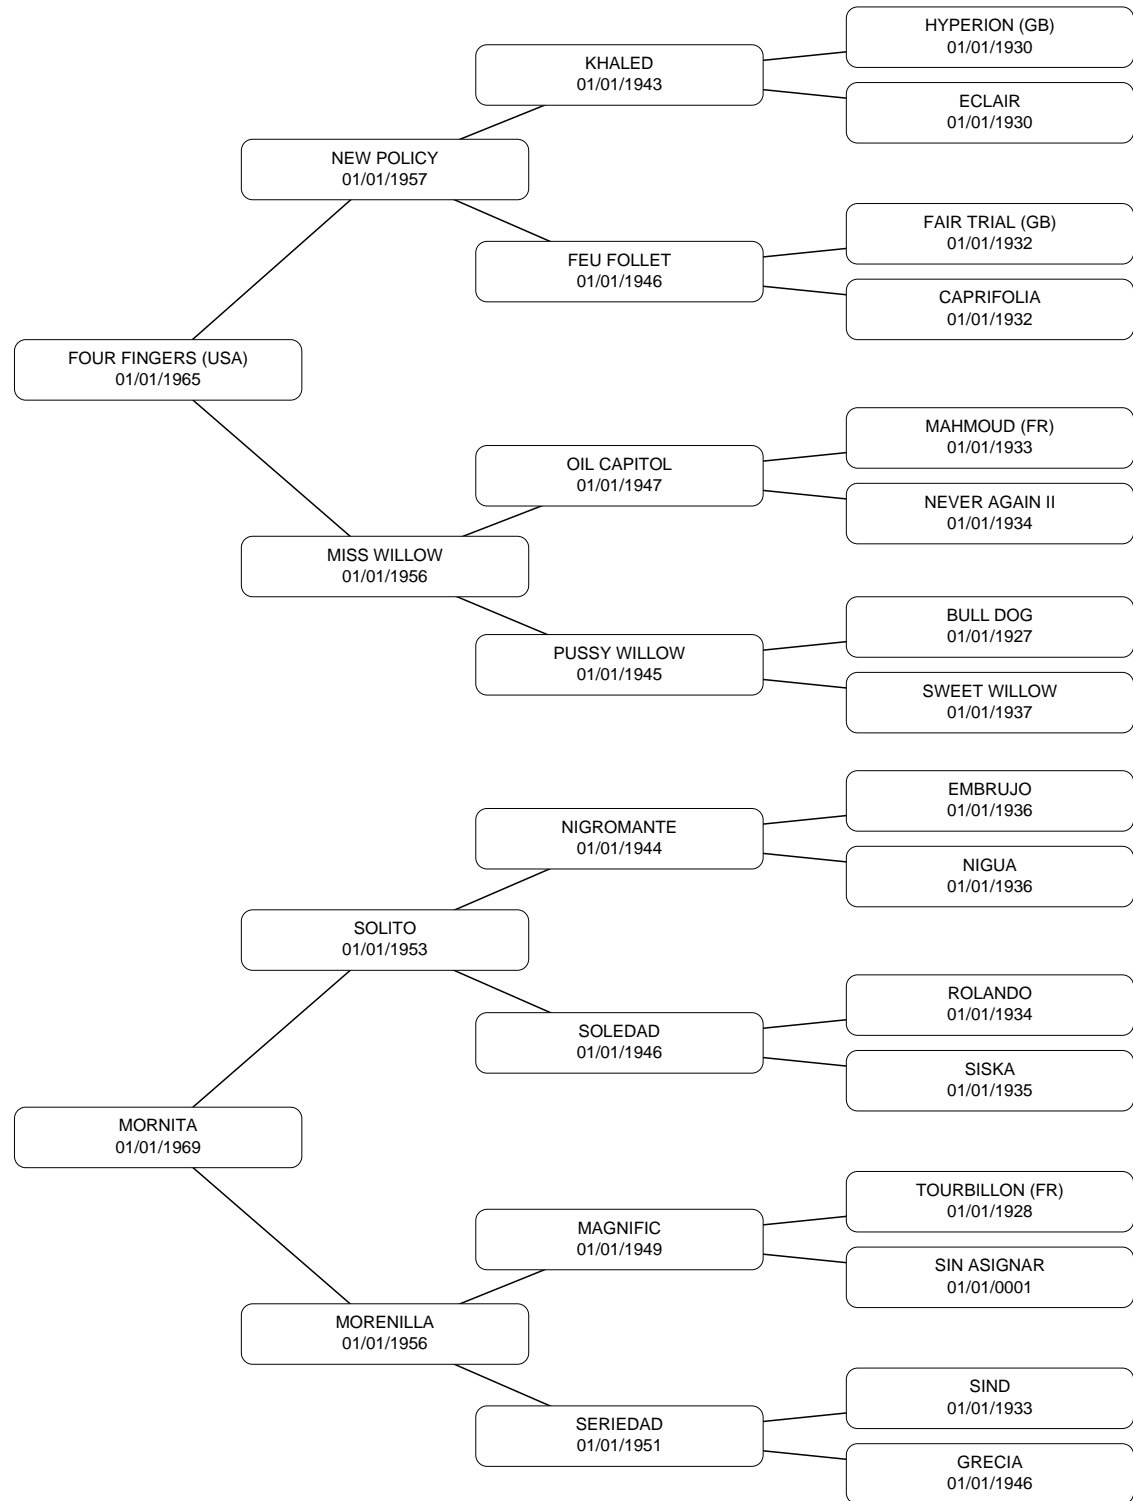 HYPERION (GB)
01/01/1930
KHALED
01/01/1943
ECLAIR
01/01/1930
NEW POLICY
01/01/1957
FAIR TRIAL (GB)
01/01/1932
FEU FOLLET
01/01/1946
CAPRIFOLIA
01/01/1932
FOUR FINGERS (USA)
01/01/1965
MAHMOUD (FR)
01/01/1933
OIL CAPITOL
01/01/1947
NEVER AGAIN II
01/01/1934
MISS WILLOW
01/01/1956
BULL DOG
01/01/1927
PUSSY WILLOW
01/01/1945
SWEET WILLOW
01/01/1937
EMBRUJO
01/01/1936
NIGROMANTE
01/01/1944
NIGUA
01/01/1936
SOLITO
01/01/1953
ROLANDO
01/01/1934
SOLEDAD
01/01/1946
SISKA
01/01/1935
MORNITA
01/01/1969
TOURBILLON (FR)
01/01/1928
MAGNIFIC
01/01/1949
SIN ASIGNAR
01/01/0001
MORENILLA
01/01/1956
SIND
01/01/1933
SERIEDAD
01/01/1951
GRECIA
01/01/1946